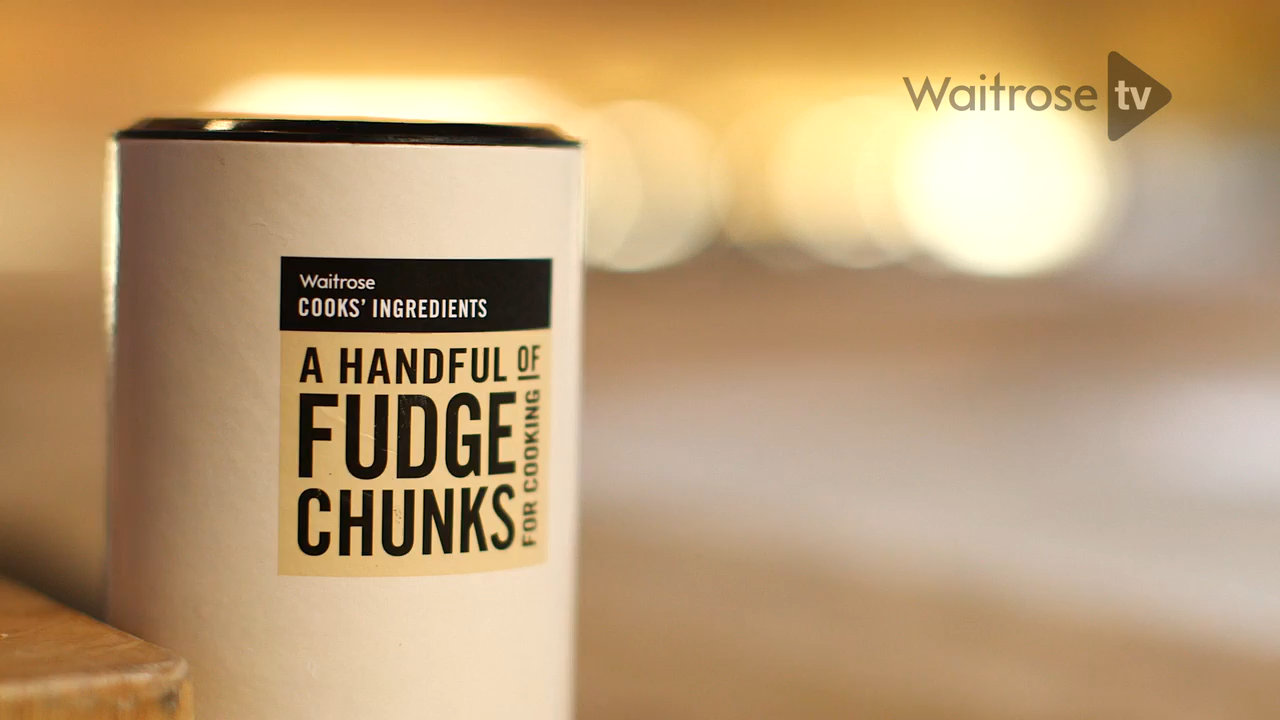 Waitrose tv
Waitrose
COOKS' INGREDIENTS
A HANDFUL OF
FUDGE
CHUNKS
FOR COOKING